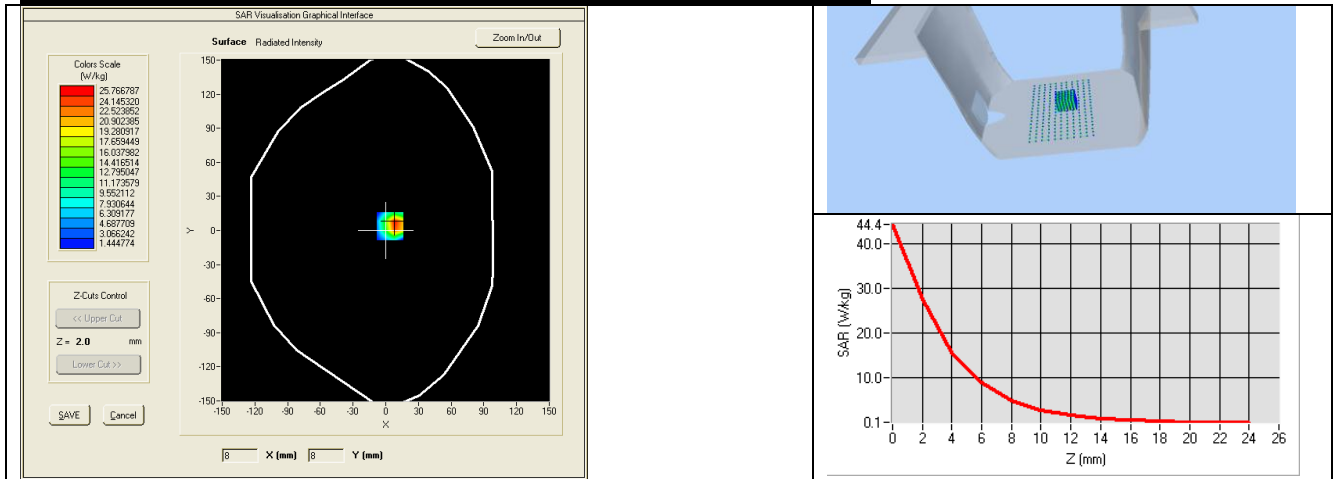 SAR Visualisation Graphical Interface
Surface Radiated Intensity
Zoom In/Out
Colors Scale
(W/kg)
25.766787
24.145320
22.523852
20.902385
19.280917
17.659449
16.037982
14.416514
12.795047
11.173579
9.552112
7.930644
6.309177
4.687709
3.066242
1.444774
Z-Cuts Control
<< Upper Cut
Z = 2.0 mm
Lower Cut >>
SAVE Cancel
150-
120-
90-
60-
30-
Y 0-
-30-
-60-
-90-
-120-
-150-
-150 -120 -90 -60 -30 0 30 60 90 120 150
X
8 X (mm) 8 Y (mm)
44.4-
40.0-
30.0-
20.0-
10.0-
0.1-
SAR (W/kg)
0 2 4 6 8 10 12 14 16 18 20 22 24 26
Z (mm)